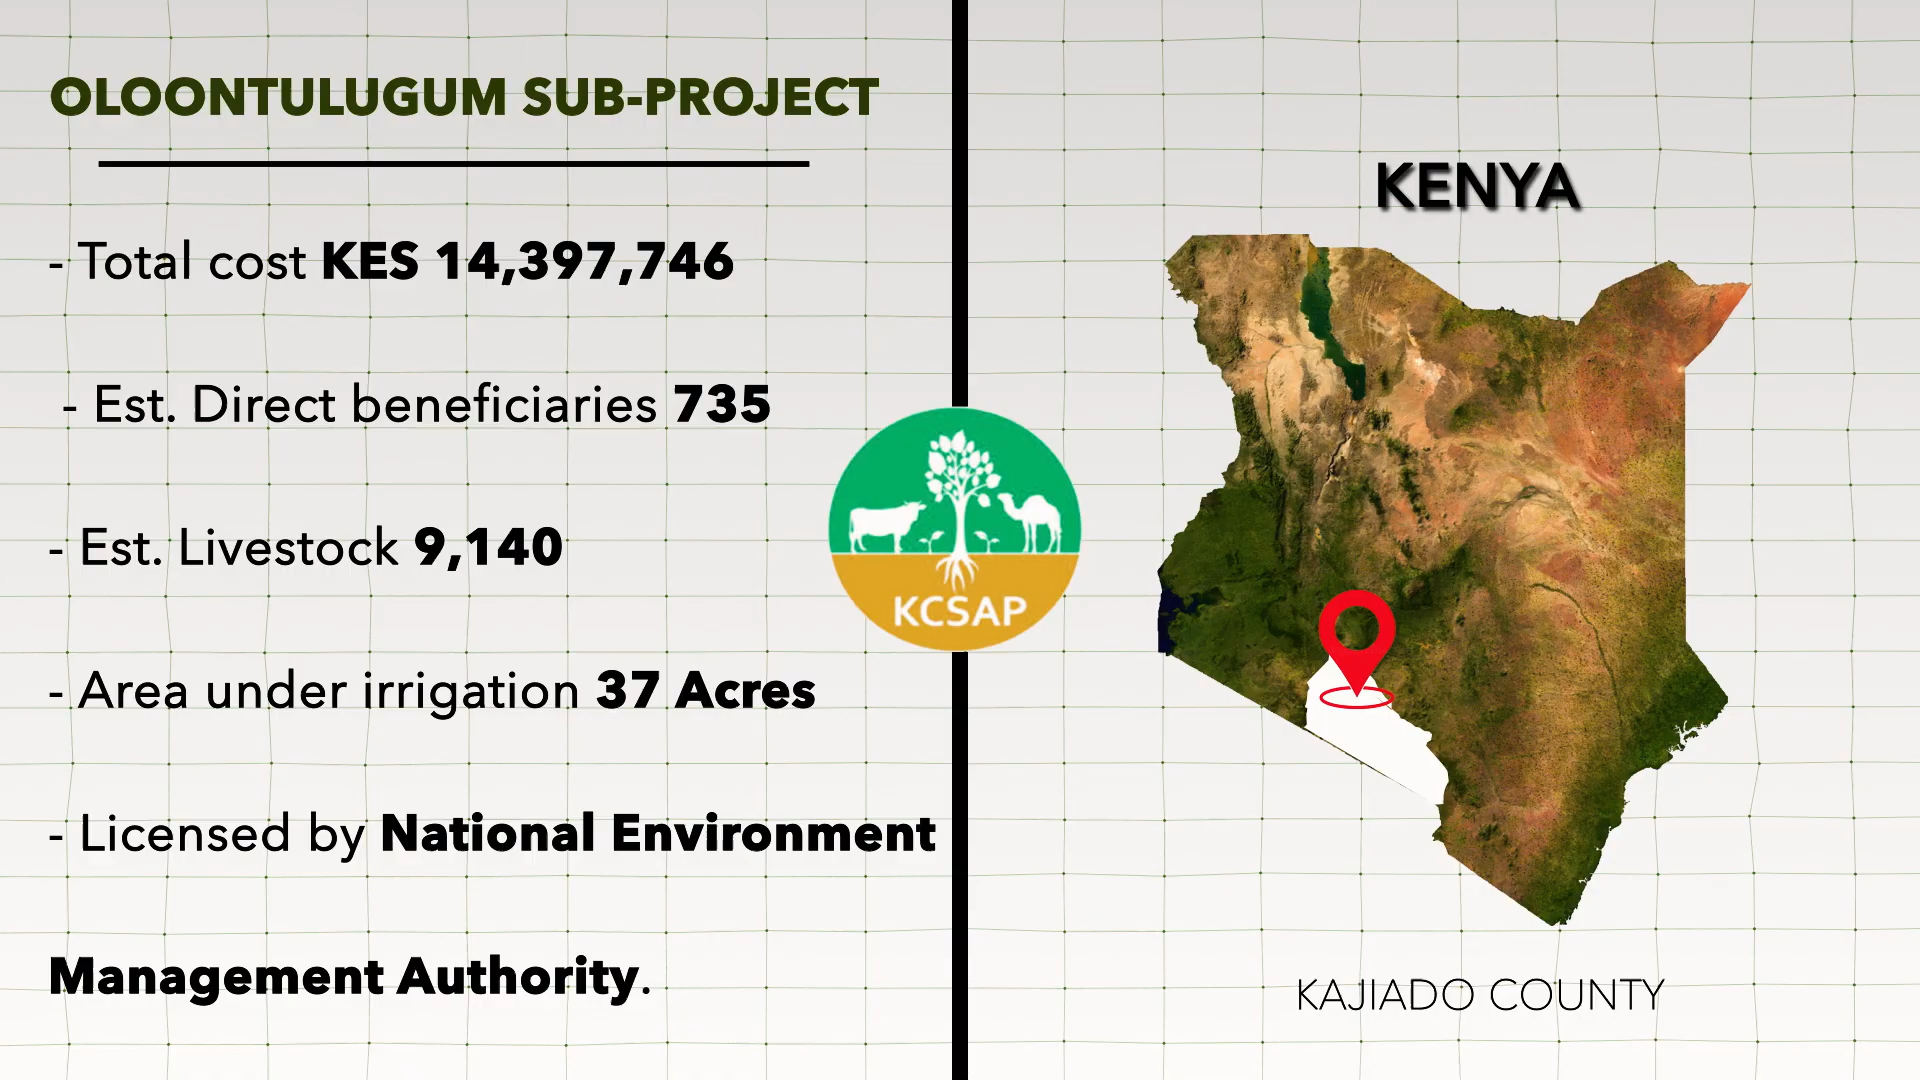 OLOONTULUGUM SUB-PROJECT
- Total cost KES 14,397,746
- Est. Direct beneficiaries 735
- Est. Livestock 9,140
- Area under irrigation 37 Acres
- Licensed by National Environment
Management Authority.
KCSAP
KENYA
KAJIADO COUNTY